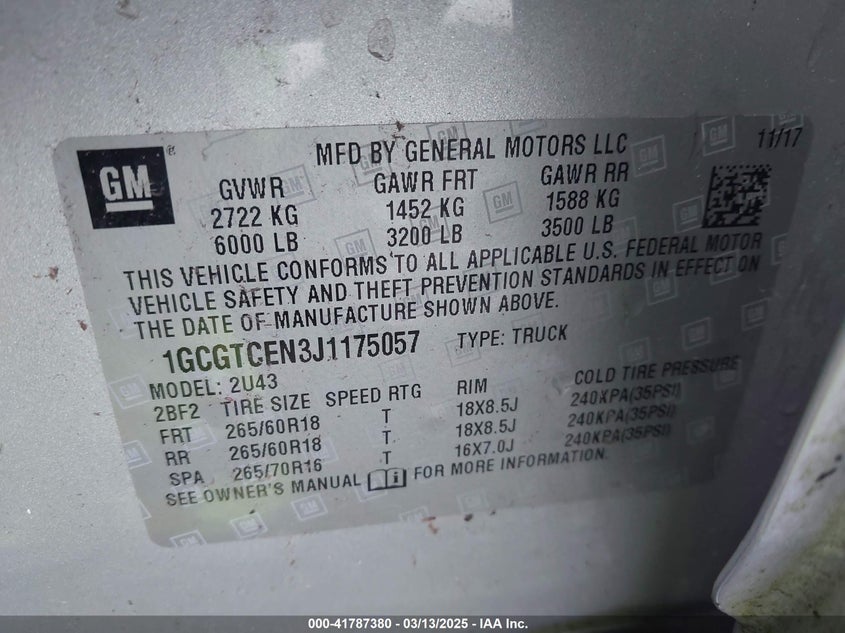 GM
®
MFD BY GENERAL MOTORS LLC
11/17
GVWR GAWR FRT GAWR RR
2722 KG 1452 KG 1588 KG
6000 LB 3200 LB 3500 LB
THIS VEHICLE CONFORMS TO ALL APPLICABLE U.S. FEDERAL MOTOR
VEHICLE SAFETY AND THEFT PREVENTION STANDARDS IN EFFECT ON
THE DATE OF MANUFACTURE SHOWN ABOVE.
1GCGTCEN3J1175057 TYPE: TRUCK
MODEL: 2U43
2BF2 TIRE SIZE SPEED RTG RIM COLD TIRE PRESSURE
FRT 265/60R18 T 18X8.5J 240KPA(35PSI)
RR 265/60R18 T 18X8.5J 240KPA(35PSI)
SPA 265/70R16 T 16X7.0J 240KPA(35PSI)
SEE OWNER'S MANUAL FOR MORE INFORMATION.
000-41787380 - 03/13/2025 - IAA Inc.